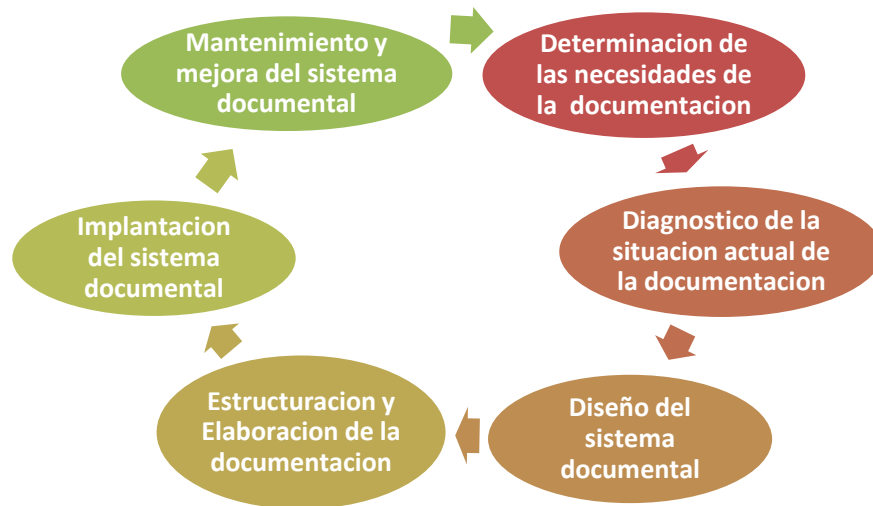 Mantenimiento y
mejora del sistema
documental
Determinacion de
las necesidades de
la documentacion
Diagnostico de la
situacion actual de
la documentacion
Diseño del
sistema
documental
Estructuracion y
Elaboracion de la
documentacion
Implantacion
del sistema
documental